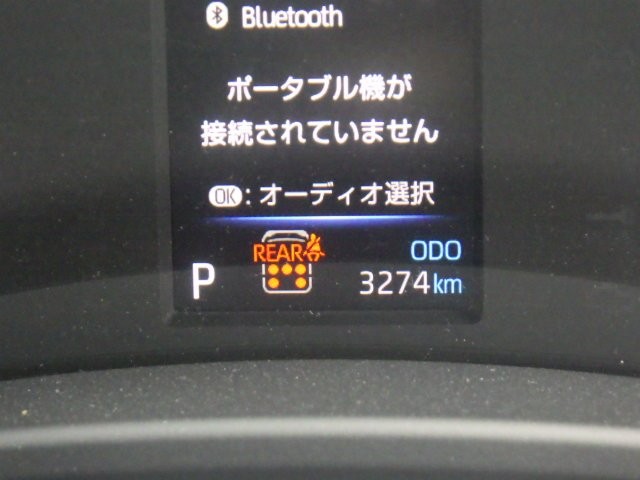 Bluetooth
ポータブル機が
接続されていません
OK:オーディオ選択
REAR
ODO
P
3274km